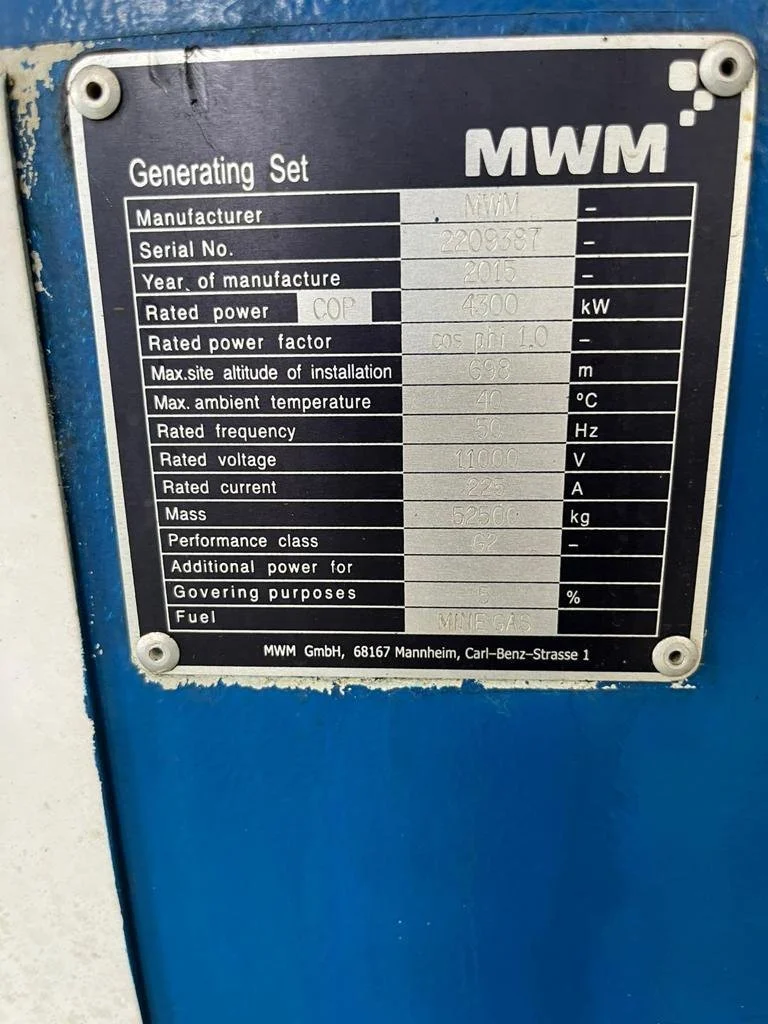 MWM
Generating Set
Manufacturer MWM –
Serial No. 2209387 –
Year. of manufacture 2015 –
Rated power COP 4300 kW
Rated power factor cos phi 1.0 –
Max.site altitude of installation 698 m
Max. ambient temperature 40 °C
Rated frequency 50 Hz
Rated voltage 11000 V
Rated current 225 A
Mass 52500 kg
Performance class G2 –
Additional power for
Govering purposes 5 %
Fuel MINE GAS
MWM GmbH, 68167 Mannheim, Carl–Benz–Strasse 1